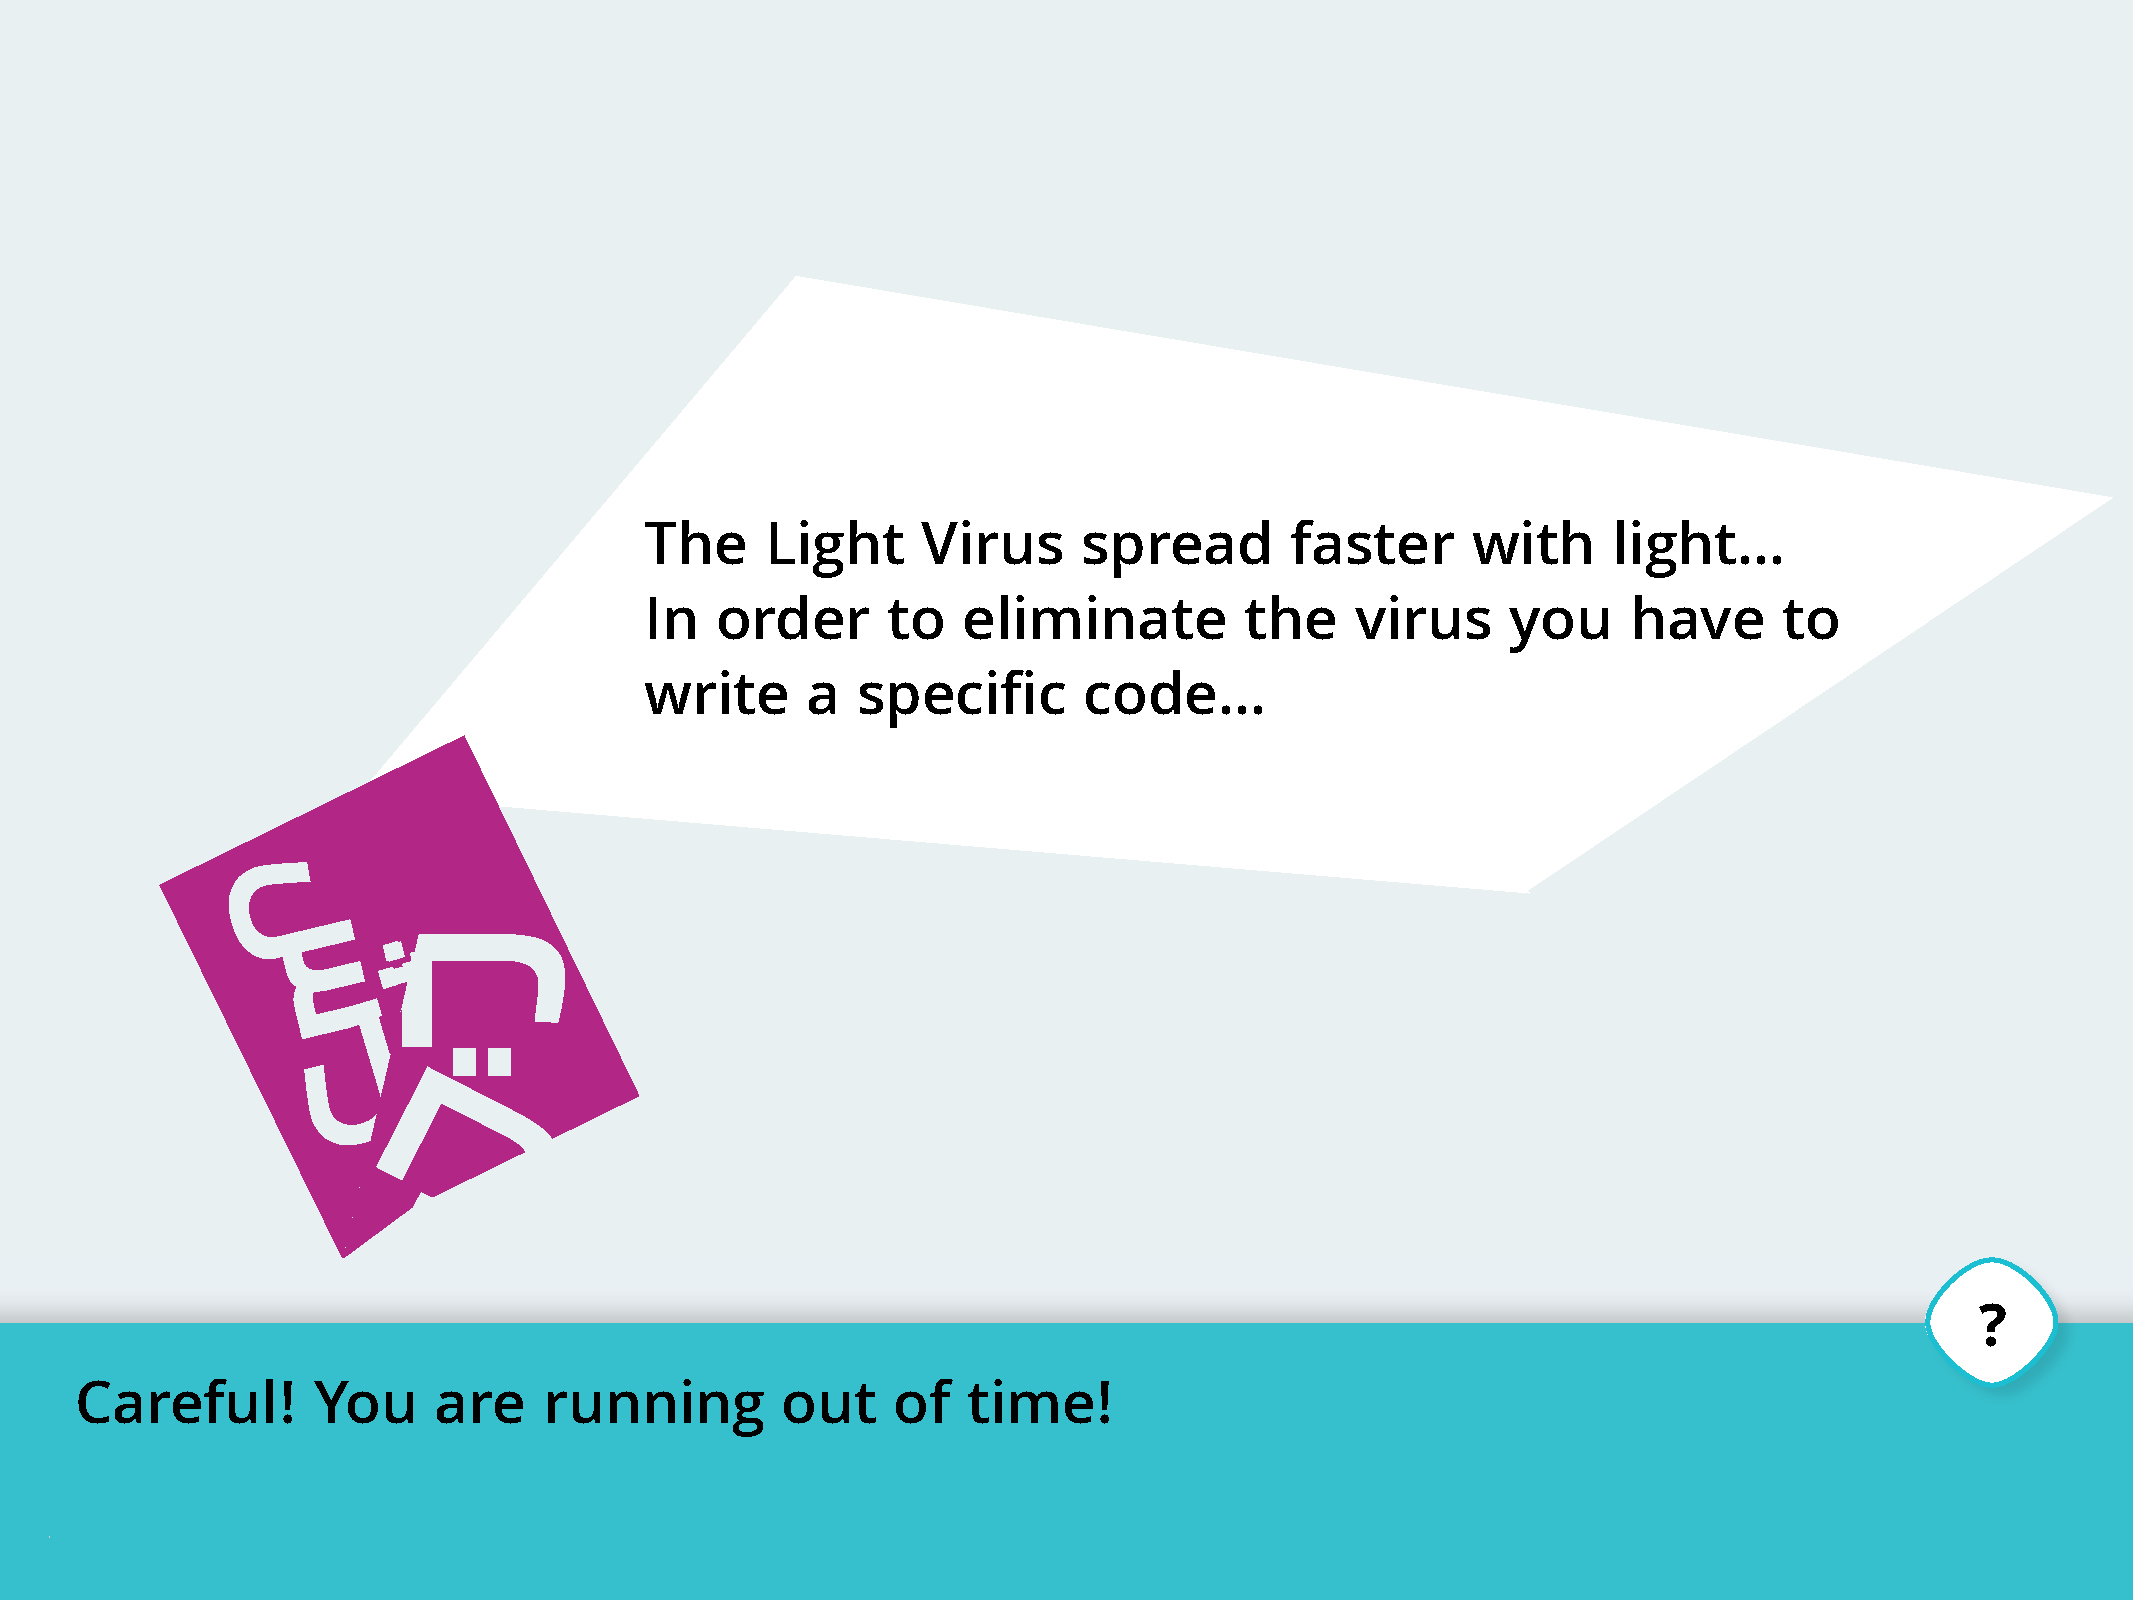 The Light Virus spread faster with light...
In order to eliminate the virus you have to
write a specific code...
?
Careful! You are running out of time!